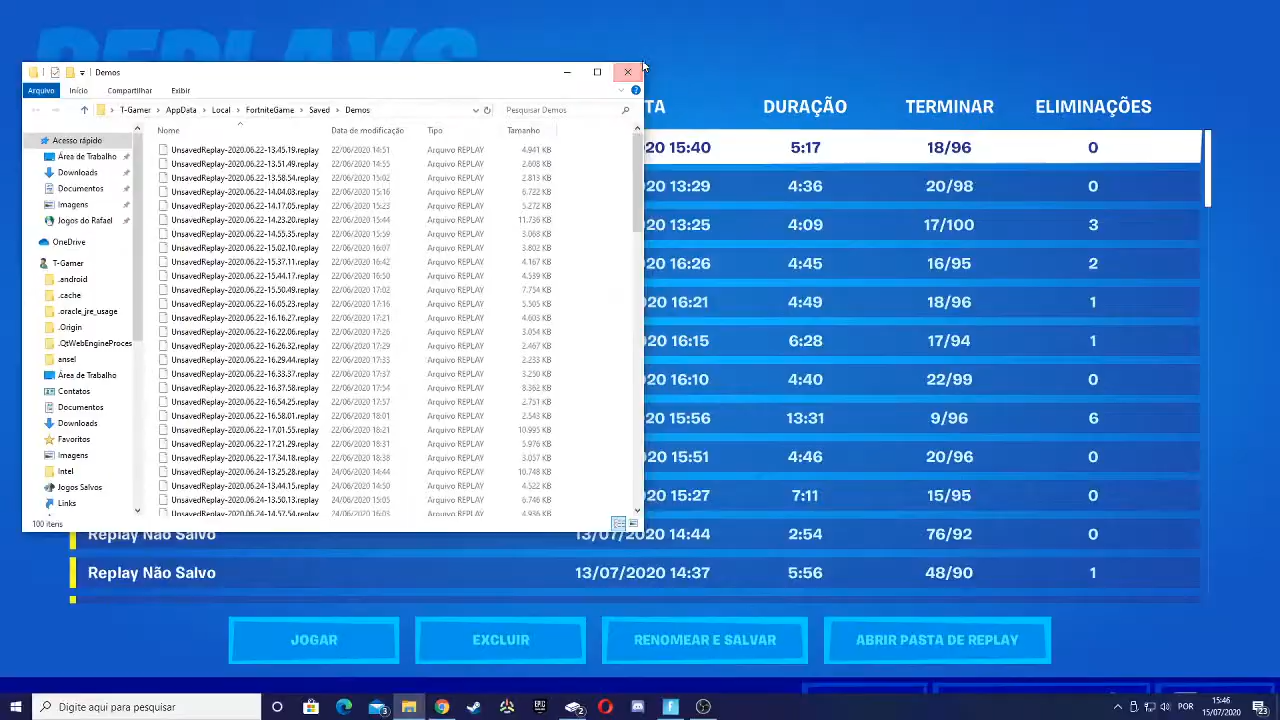 REPLAYS
Demos
Arquivo Início Compartilhar Exibir
T-Gamer AppData Local FortniteGame Saved Demos Pesquisar Demos
Nome Data de modificação Tipo Tamanho
UnsavedReplay-2020.06.22-13.45.19.replay 22/06/2020 14:51 Arquivo REPLAY 4.941 KB
UnsavedReplay-2020.06.22-13.51.49.replay 22/06/2020 14:55 Arquivo REPLAY 2.608 KB
UnsavedReplay-2020.06.22-13.58.54.replay 22/06/2020 15:02 Arquivo REPLAY 2.813 KB
UnsavedReplay-2020.06.22-14.04.03.replay 22/06/2020 15:16 Arquivo REPLAY 6.722 KB
UnsavedReplay-2020.06.22-14.17.05.replay 22/06/2020 15:23 Arquivo REPLAY 5.272 KB
UnsavedReplay-2020.06.22-14.23.20.replay 22/06/2020 15:44 Arquivo REPLAY 11.736 KB
UnsavedReplay-2020.06.22-14.55.35.replay 22/06/2020 15:59 Arquivo REPLAY 3.068 KB
UnsavedReplay-2020.06.22-15.02.10.replay 22/06/2020 16:07 Arquivo REPLAY 3.802 KB
UnsavedReplay-2020.06.22-15.37.11.replay 22/06/2020 16:42 Arquivo REPLAY 4.167 KB
UnsavedReplay-2020.06.22-15.44.17.replay 22/06/2020 16:50 Arquivo REPLAY 4.539 KB
UnsavedReplay-2020.06.22-15.50.49.replay 22/06/2020 17:02 Arquivo REPLAY 7.754 KB
UnsavedReplay-2020.06.22-16.05.23.replay 22/06/2020 17:16 Arquivo REPLAY 5.505 KB
UnsavedReplay-2020.06.22-16.16.27.replay 22/06/2020 17:21 Arquivo REPLAY 4.603 KB
UnsavedReplay-2020.06.22-16.22.06.replay 22/06/2020 17:26 Arquivo REPLAY 3.054 KB
UnsavedReplay-2020.06.22-16.26.32.replay 22/06/2020 17:29 Arquivo REPLAY 2.467 KB
UnsavedReplay-2020.06.22-16.29.44.replay 22/06/2020 17:33 Arquivo REPLAY 2.233 KB
UnsavedReplay-2020.06.22-16.33.37.replay 22/06/2020 17:37 Arquivo REPLAY 3.250 KB
UnsavedReplay-2020.06.22-16.37.58.replay 22/06/2020 17:54 Arquivo REPLAY 8.362 KB
UnsavedReplay-2020.06.22-16.54.25.replay 22/06/2020 17:57 Arquivo REPLAY 2.751 KB
UnsavedReplay-2020.06.22-16.58.01.replay 22/06/2020 18:01 Arquivo REPLAY 2.543 KB
UnsavedReplay-2020.06.22-17.01.55.replay 22/06/2020 18:21 Arquivo REPLAY 10.995 KB
UnsavedReplay-2020.06.22-17.21.29.replay 22/06/2020 18:31 Arquivo REPLAY 5.976 KB
UnsavedReplay-2020.06.22-17.34.18.replay 22/06/2020 18:38 Arquivo REPLAY 3.057 KB
UnsavedReplay-2020.06.24-13.25.28.replay 24/06/2020 14:44 Arquivo REPLAY 10.748 KB
UnsavedReplay-2020.06.24-13.44.15.replay 24/06/2020 14:50 Arquivo REPLAY 4.522 KB
UnsavedReplay-2020.06.24-13.50.13.replay 24/06/2020 15:05 Arquivo REPLAY 6.746 KB
UnsavedReplay-2020.06.24-14.57.54.replay 24/06/2020 16:03 Arquivo REPLAY 4.936 KB
Acesso rápido
Área de Trabalho
Downloads
Documentos
Imagens
Jogos do Rafael
OneDrive
T-Gamer
.android
.cache
.oracle_jre_usage
.Origin
.QtWebEngineProces
ansel
Área de Trabalho
Contatos
Documentos
Downloads
Favoritos
Imagens
Intel
Jogos Salvos
Links
100 itens
TA DURAÇÃO TERMINAR ELIMINAÇÕES
20 15:40 5:17 18/96 0
20 13:29 4:36 20/98 0
20 13:25 4:09 17/100 3
20 16:26 4:45 16/95 2
20 16:21 4:49 18/96 1
20 16:15 6:28 17/94 1
20 16:10 4:40 22/99 0
20 15:56 13:31 9/96 6
20 15:51 4:46 20/96 0
20 15:27 7:11 15/95 0
Replay Não Salvo 13/07/2020 14:44 2:54 76/92 0
Replay Não Salvo 13/07/2020 14:37 5:56 48/90 1
JOGAR EXCLUIR RENOMEAR E SALVAR ABRIR PASTA DE REPLAY
Digite aqui para pesquisar
EPIC
POR
15:46
15/07/2020